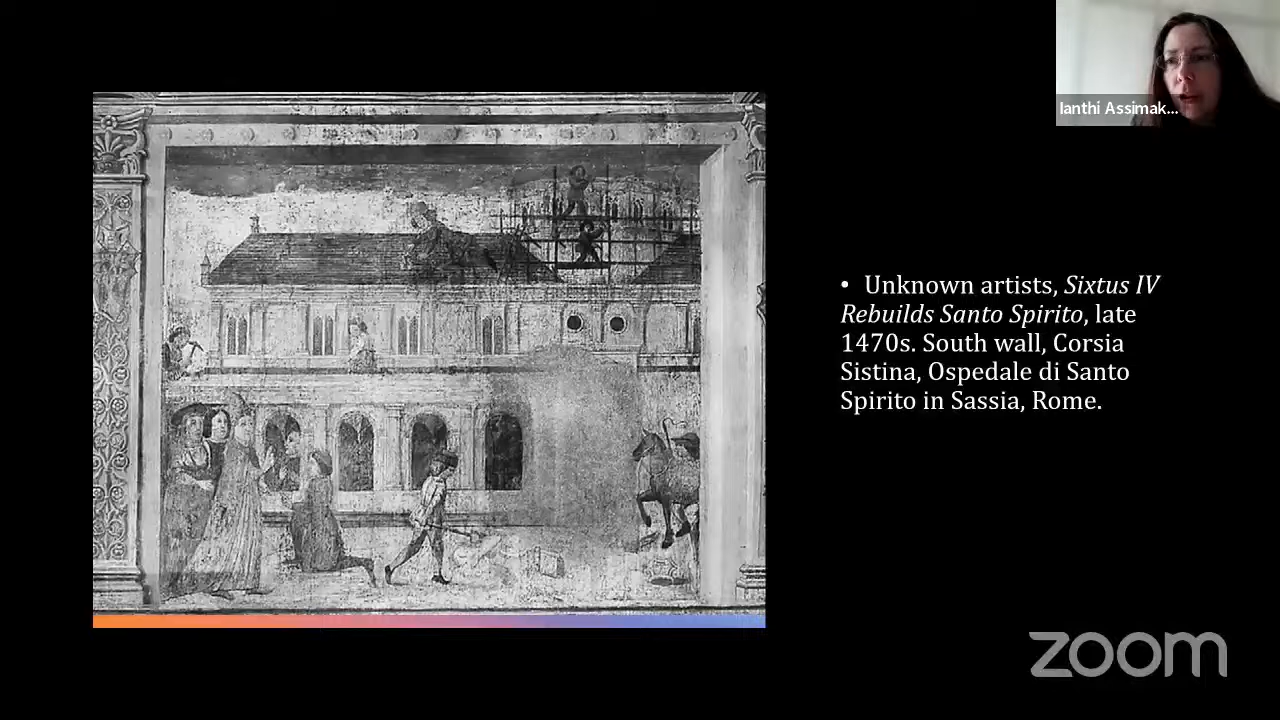 Ianthi Assimak...
• Unknown artists, Sixtus IV
Rebuilds Santo Spirito, late
1470s. South wall, Corsia
Sistina, Ospedale di Santo
Spirito in Sassia, Rome.
zoom